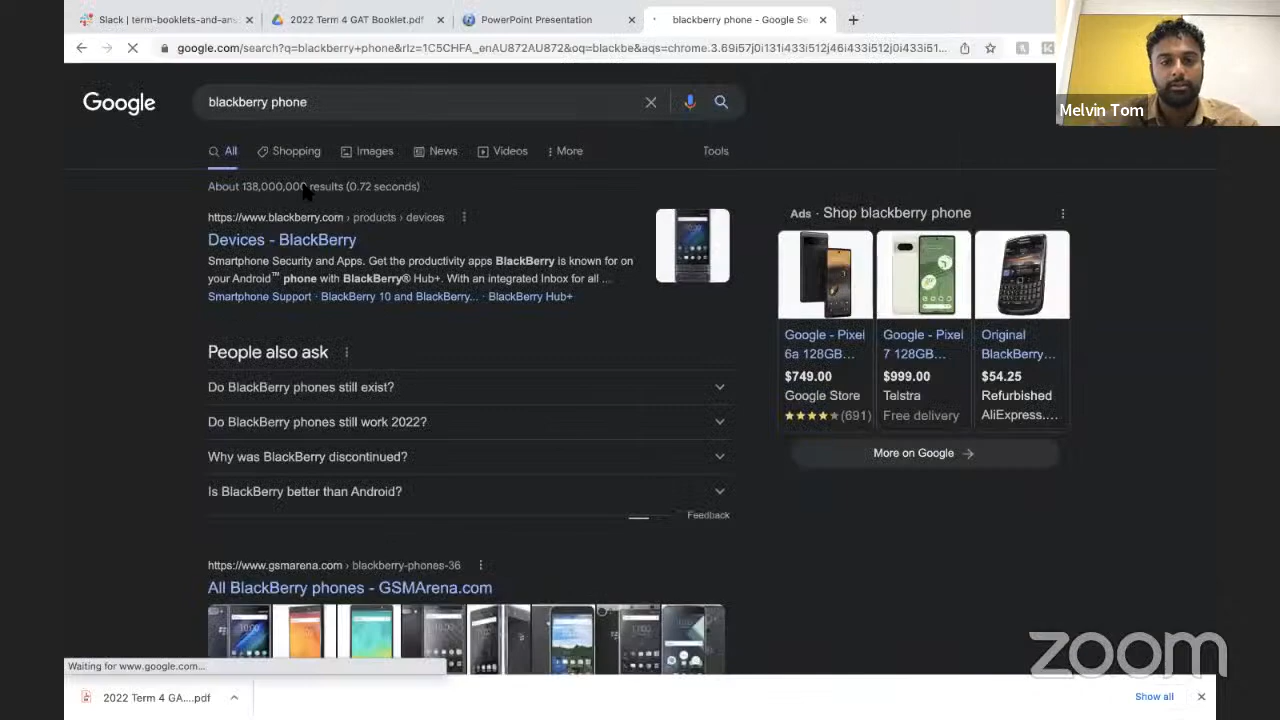 Slack | term-booklets-and-ans
2022 Term 4 GAT Booklet.pdf
PowerPoint Presentation
blackberry phone - Google Se
google.com/search?q=blackberry+phone&rlz=1C5CHFA_enAU872AU872&oq=blackbe&aqs=chrome.3.69i57j0i131i433i512j46i433i512j0i433i51...
Melvin Tom
Google
blackberry phone
All
Shopping
Images
News
Videos
More
Tools
About 138,000,000 results (0.72 seconds)
https://www.blackberry.com › products › devices
Devices - BlackBerry
Smartphone Security and Apps. Get the productivity apps BlackBerry is known for on
your Android™ phone with BlackBerry® Hub+. With an integrated Inbox for all ...
Smartphone Support · BlackBerry 10 and BlackBerry... · BlackBerry Hub+
People also ask
Do BlackBerry phones still exist?
Do BlackBerry phones still work 2022?
Why was BlackBerry discontinued?
Is BlackBerry better than Android?
Feedback
https://www.gsmarena.com › blackberry-phones-36
All BlackBerry phones - GSMArena.com
Ads · Shop blackberry phone
Google - Pixel
6a 128GB...
$749.00
Google Store
(691)
Google - Pixel
7 128GB...
$999.00
Telstra
Free delivery
Original
BlackBerry...
$54.25
Refurbished
AliExpress....
More on Google
zoom
Waiting for www.google.com...
2022 Term 4 GA....pdf
Show all